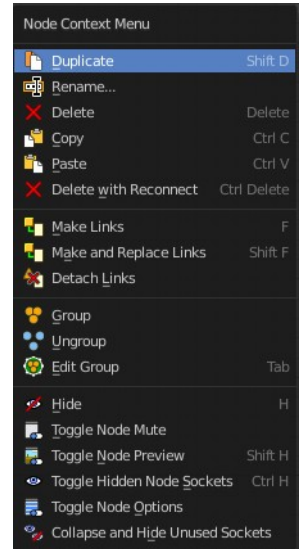 Node Context Menu
Duplicate Shift D
Rename...
Delete Delete
Copy Ctrl C
Paste Ctrl V
Delete with Reconnect Ctrl Delete
Make Links F
Make and Replace Links Shift F
Detach Links
Group
Ungroup
Edit Group Tab
Hide H
Toggle Node Mute
Toggle Node Preview Shift H
Toggle Hidden Node Sockets Ctrl H
Toggle Node Options
Collapse and Hide Unused Sockets